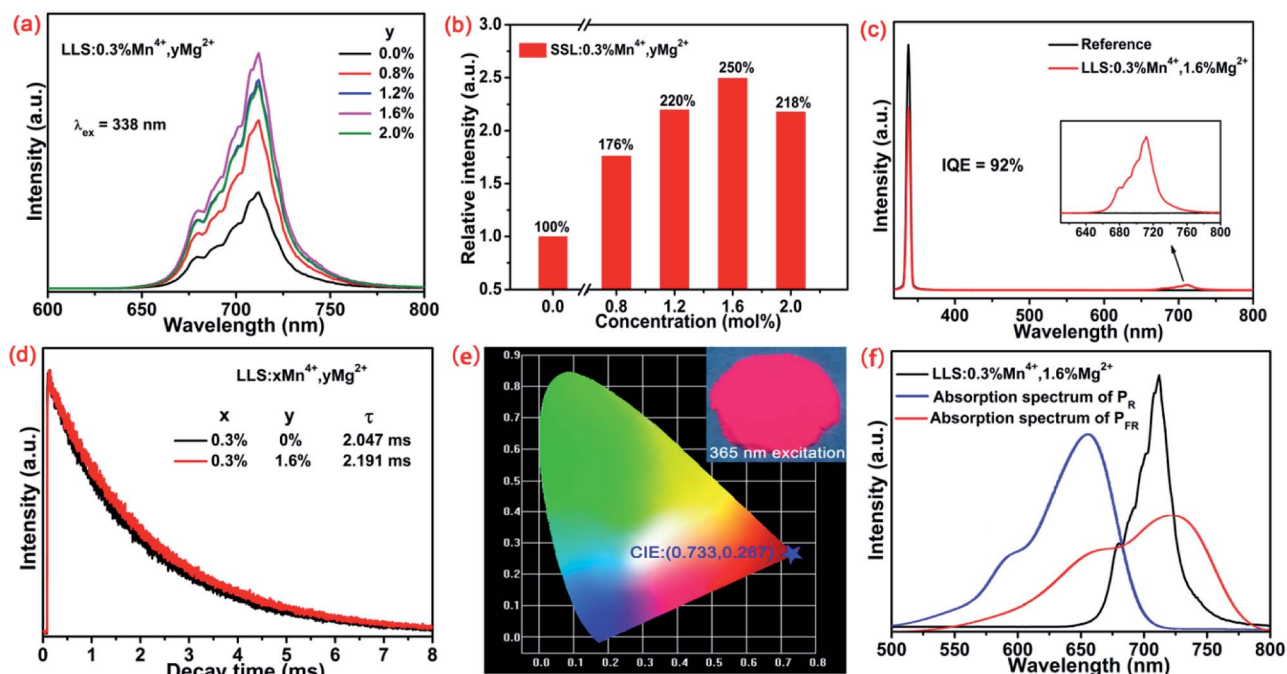 (a)
LLS:0.3%Mn⁴⁺,yMg²⁺
λex = 338 nm
y
0.0%
0.8%
1.2%
1.6%
2.0%
Intensity (a.u.)
600 650 700 750 800
Wavelength (nm)
(b)
SSL:0.3%Mn⁴⁺,yMg²⁺
100%
176%
220%
250%
218%
Relative intensity (a.u.)
3.0
2.5
2.0
1.5
1.0
0.5
0.0 0.8 1.2 1.6 2.0
Concentration (mol%)
(c)
Reference
LLS:0.3%Mn⁴⁺,1.6%Mg²⁺
IQE = 92%
640 680 720 760 800
Intensity (a.u.)
400 500 600 700 800
Wavelength (nm)
(d)
LLS:xMn⁴⁺,yMg²⁺
x y τ
0.3% 0% 2.047 ms
0.3% 1.6% 2.191 ms
Intensity (a.u.)
0 1 2 3 4 5 6 7 8
Decay time (ms)
(e)
365 nm excitation
CIE:(0.733,0.267)
0.9
0.8
0.7
0.6
0.5
0.4
0.3
0.2
0.1
0.0
0.0 0.1 0.2 0.3 0.4 0.5 0.6 0.7 0.8
(f)
LLS:0.3%Mn⁴⁺,1.6%Mg²⁺
Absorption spectrum of PR
Absorption spectrum of PFR
Intensity (a.u.)
500 550 600 650 700 750 800
Wavelength (nm)